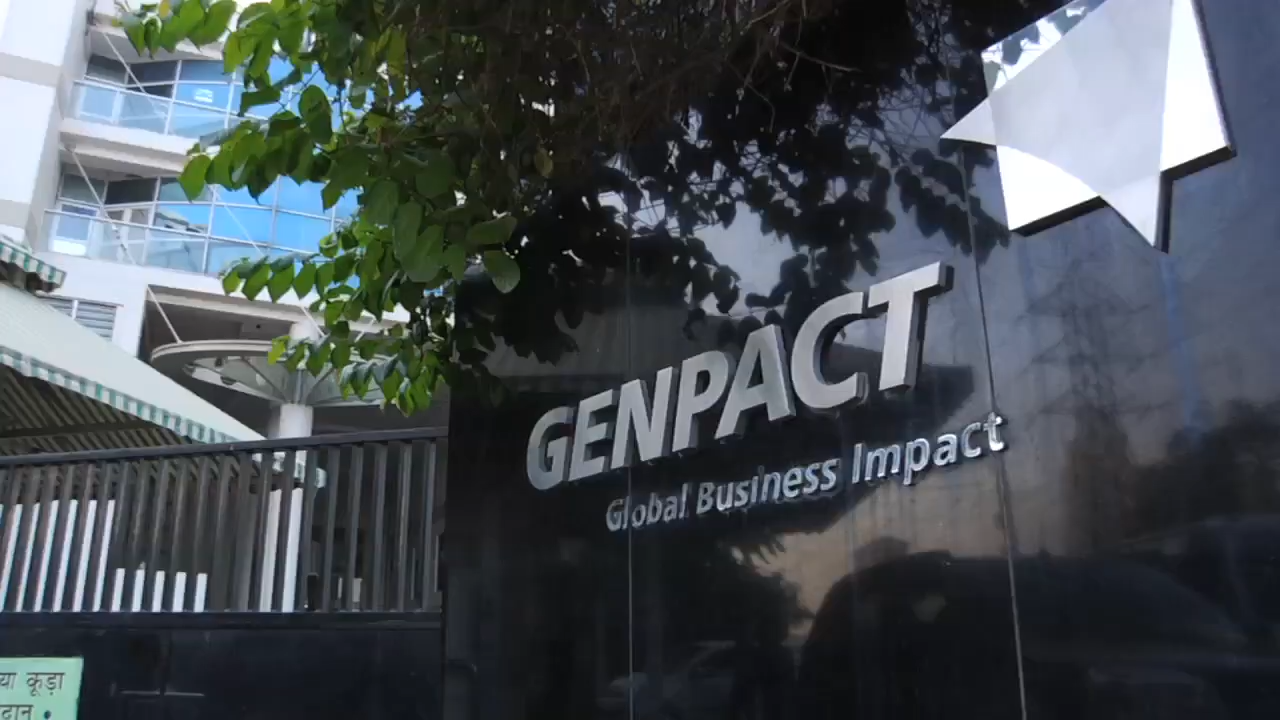 GENPACT
Global Business Impact
कूड़ा